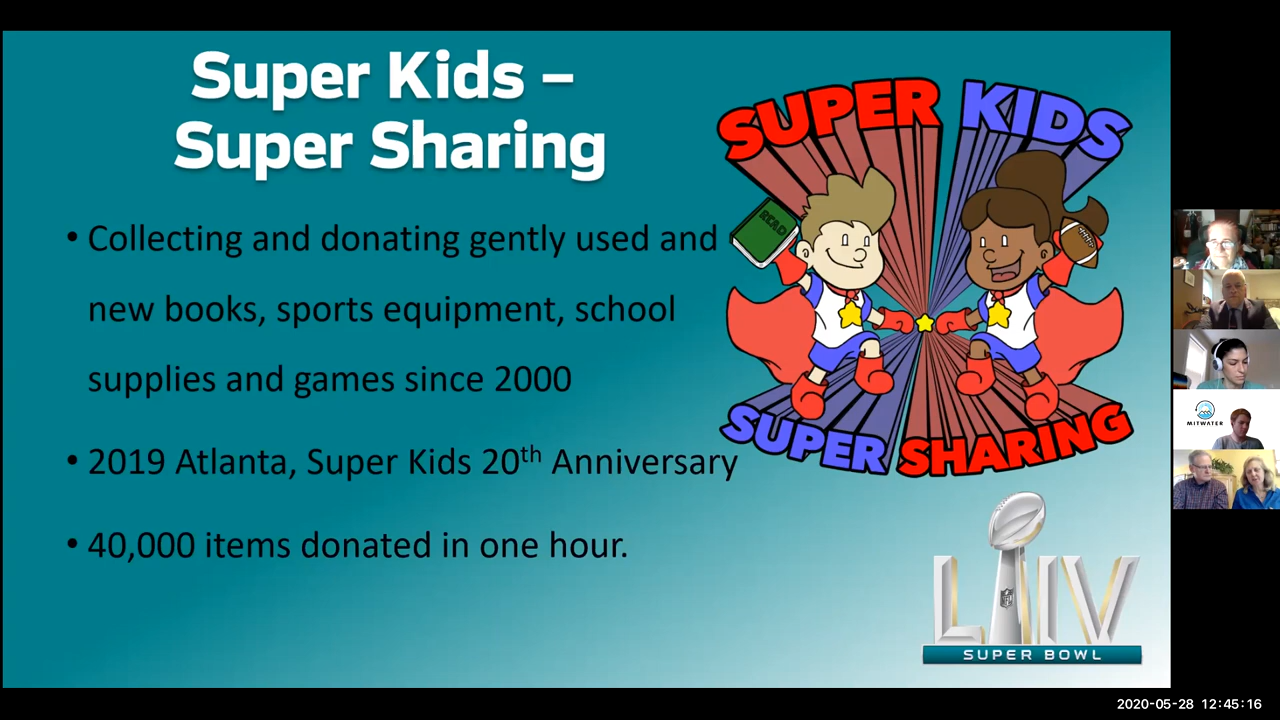 Super Kids –
Super Sharing
• Collecting and donating gently used and
new books, sports equipment, school
supplies and games since 2000
• 2019 Atlanta, Super Kids 20th Anniversary
• 40,000 items donated in one hour.
SUPER KIDS
READ
SUPER SHARING
LIV
NFL
SUPER BOWL
MITWATER
2020-05-28 12:45:16